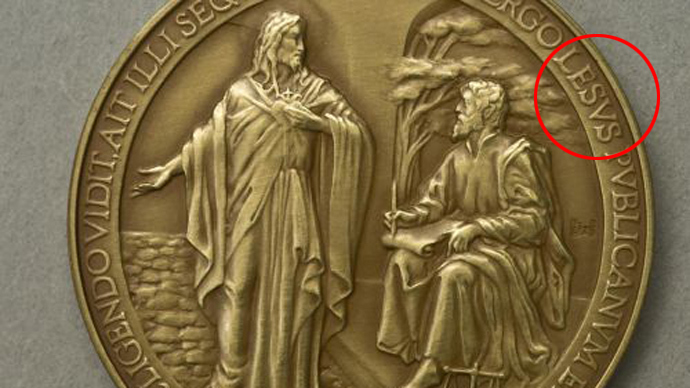 LIGENDO VIDIT, AIT ILLI SEQ
ERGO LESVS PVBLICANVM E